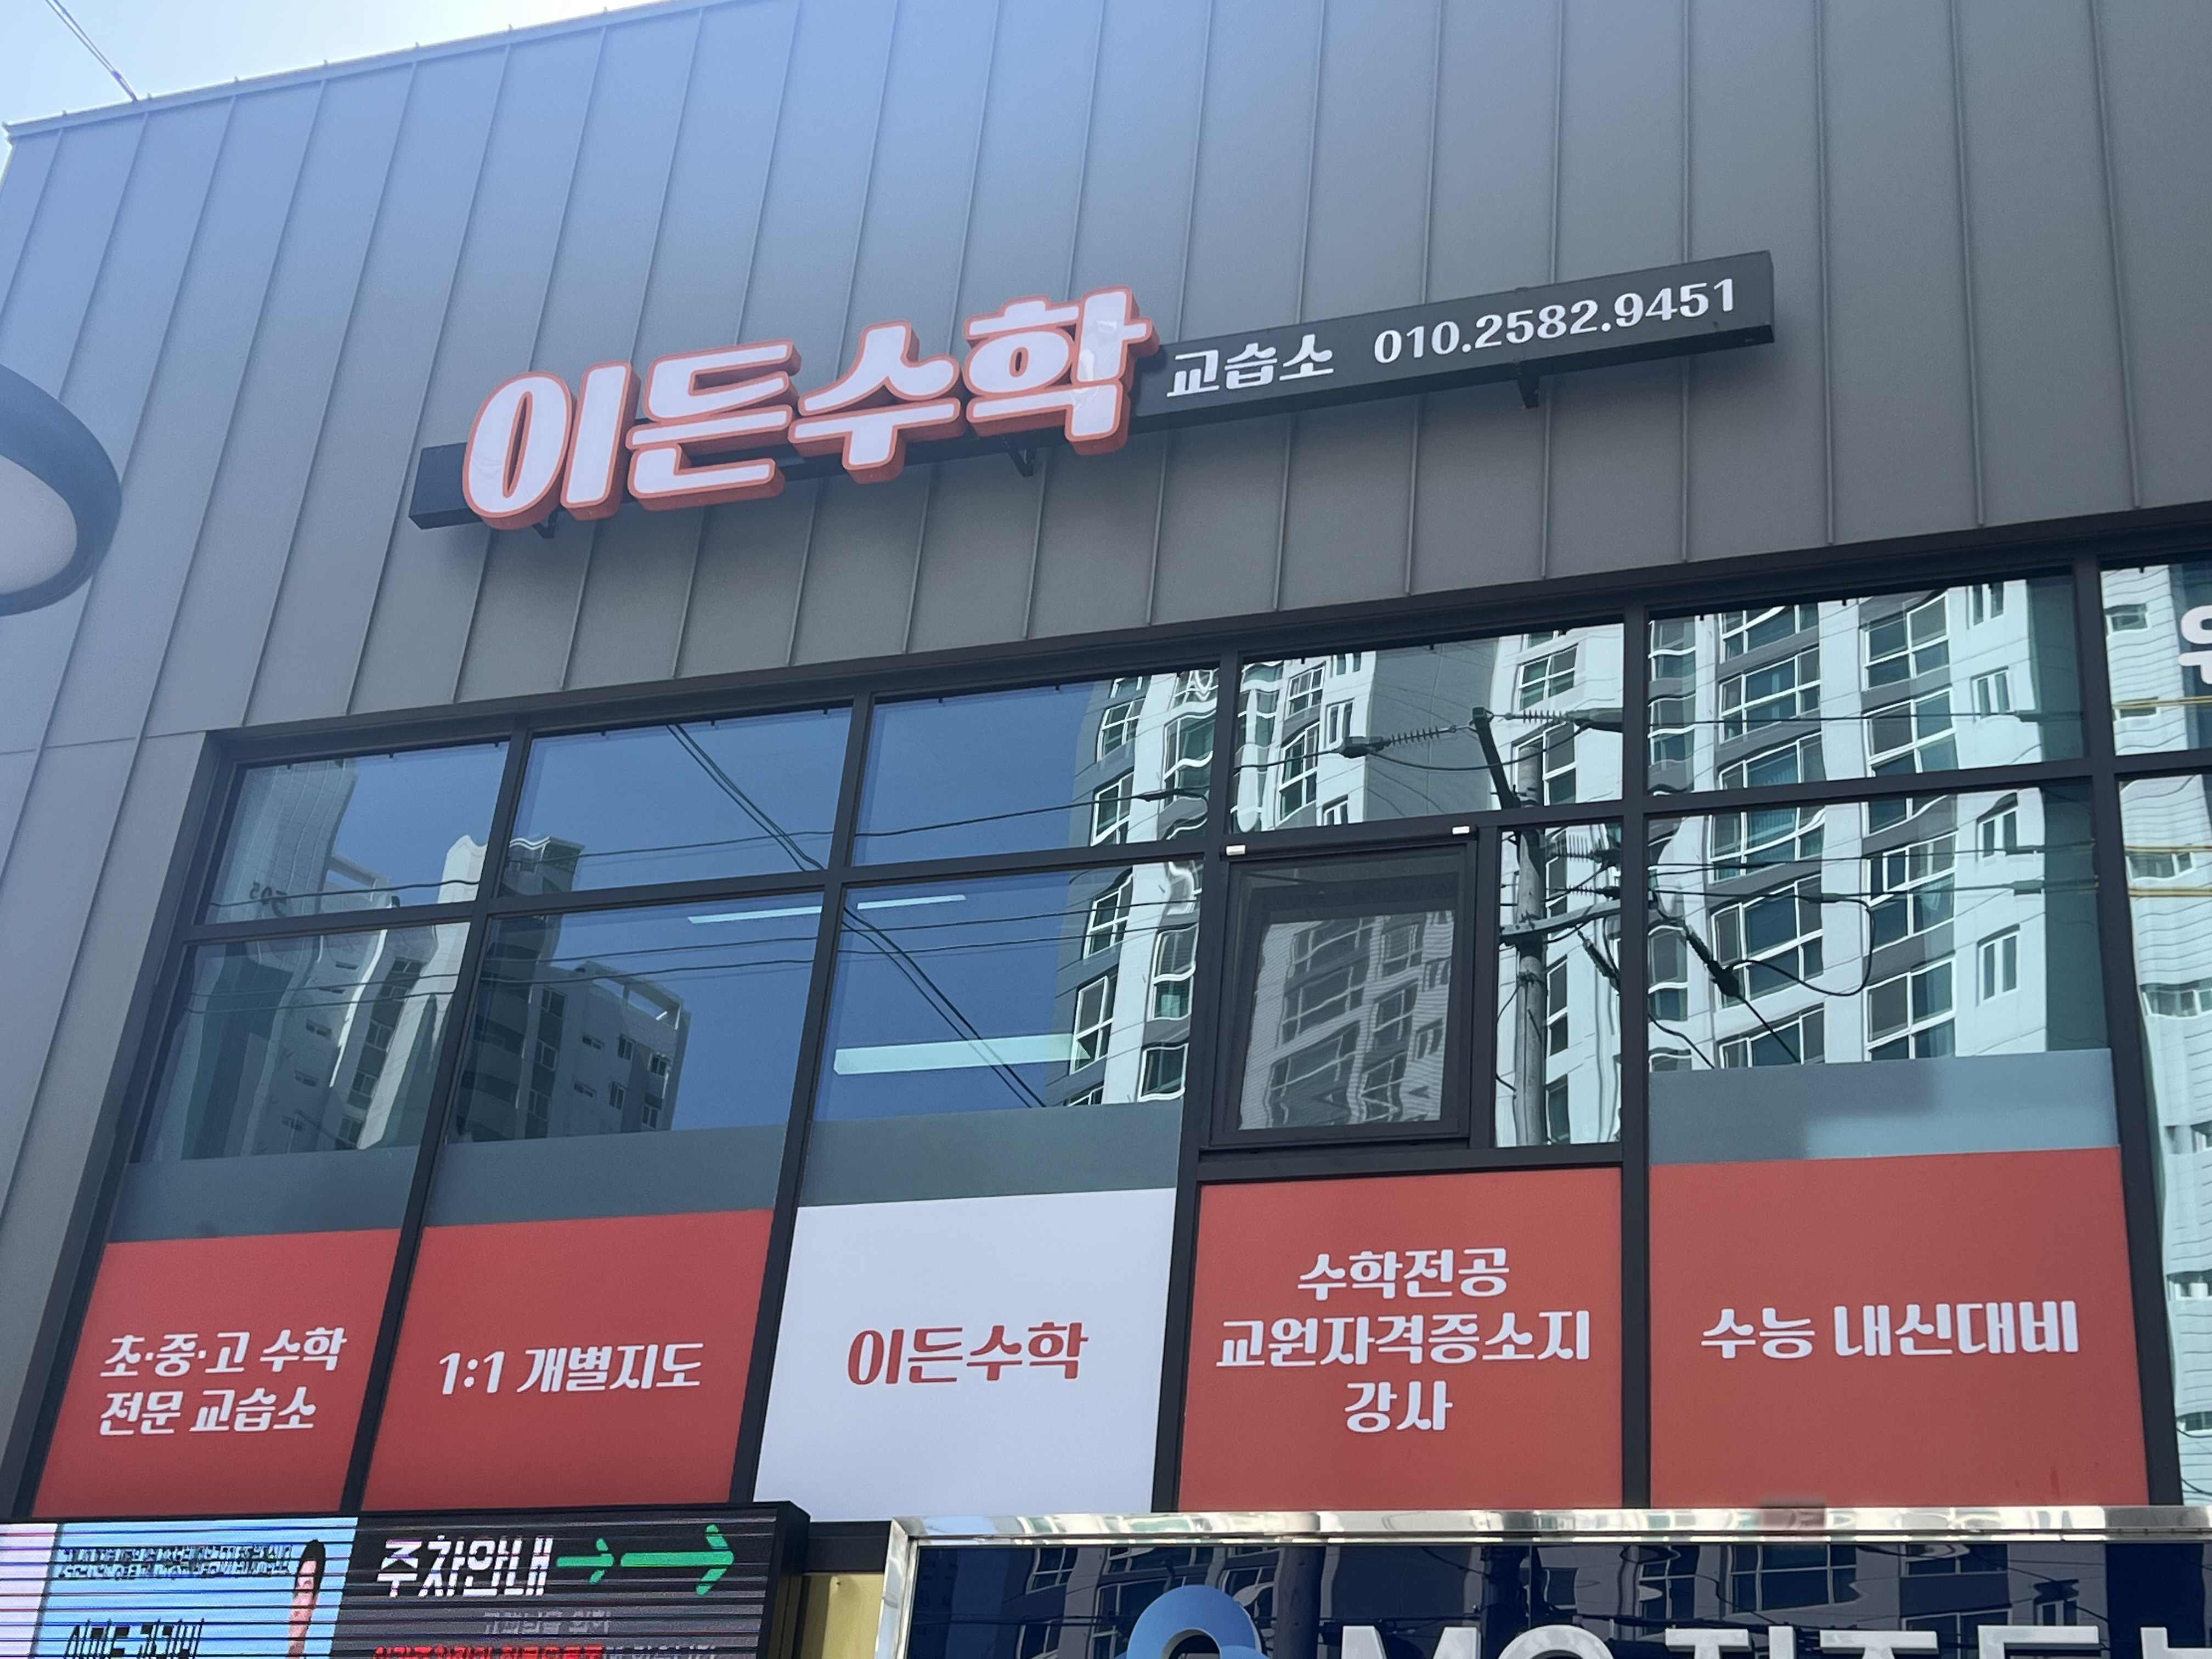 이든수학 교습소 010.2582.9451
초·중·고 수학
전문 교습소
1:1 개별지도
이든수학
수학전공
교원자격증소지
강사
수능 내신대비
주차안내